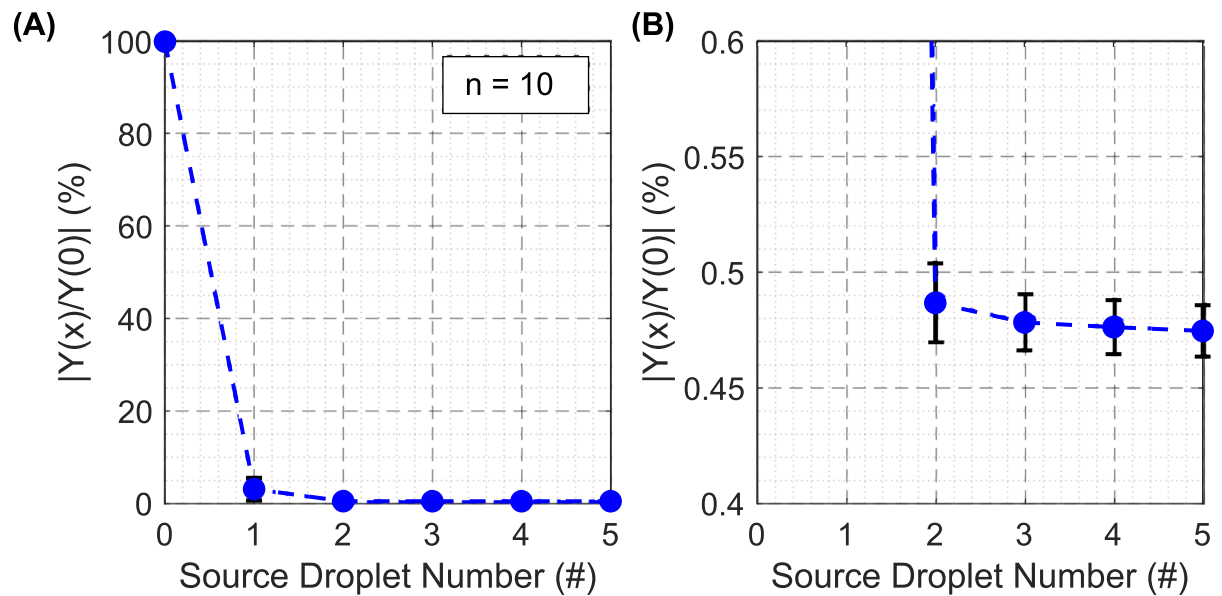 (A)
(B)
|Y(x)/Y(0)| (%)
100
80
60
40
20
0
n = 10
0 1 2 3 4 5
Source Droplet Number (#)
|Y(x)/Y(0)| (%)
0.6
0.55
0.5
0.45
0.4
0 1 2 3 4 5
Source Droplet Number (#)